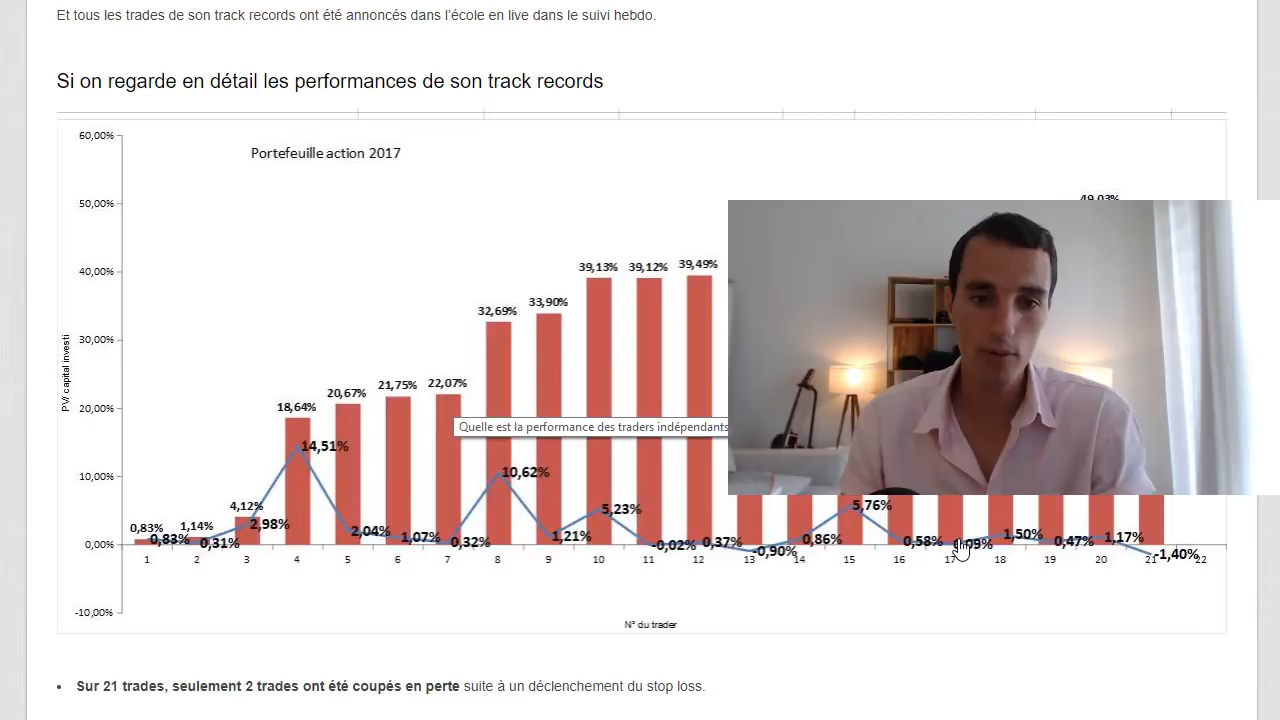 Et tous les trades de son track records ont été annoncés dans l'école en live dans le suivi hebdo.
Si on regarde en détail les performances de son track records
60,00%
Portefeuille action 2017
50,00%
49,03%
40,00%
39,13% 39,12% 39,49%
32,69% 33,90%
30,00%
PV/ capital investi
20,00%
18,64% 20,67% 21,75% 22,07%
Quelle est la performance des traders indépendants
14,51%
10,00%
10,62%
4,12%
5,23%
5,76%
0,83% 1,14%
2,98%
0,00%
0,83% 0,31% 2,04% 1,07% 0,32% 1,21% -0,02% 0,37% -0,90% 0,86% 0,58% 1,50% 0,47% 1,17% -1,40%
1 2 3 4 5 6 7 8 9 10 11 12 13 14 15 16 17 18 19 20 21 22
-10,00%
N° du trader
• Sur 21 trades, seulement 2 trades ont été coupés en perte suite à un déclenchement du stop loss.